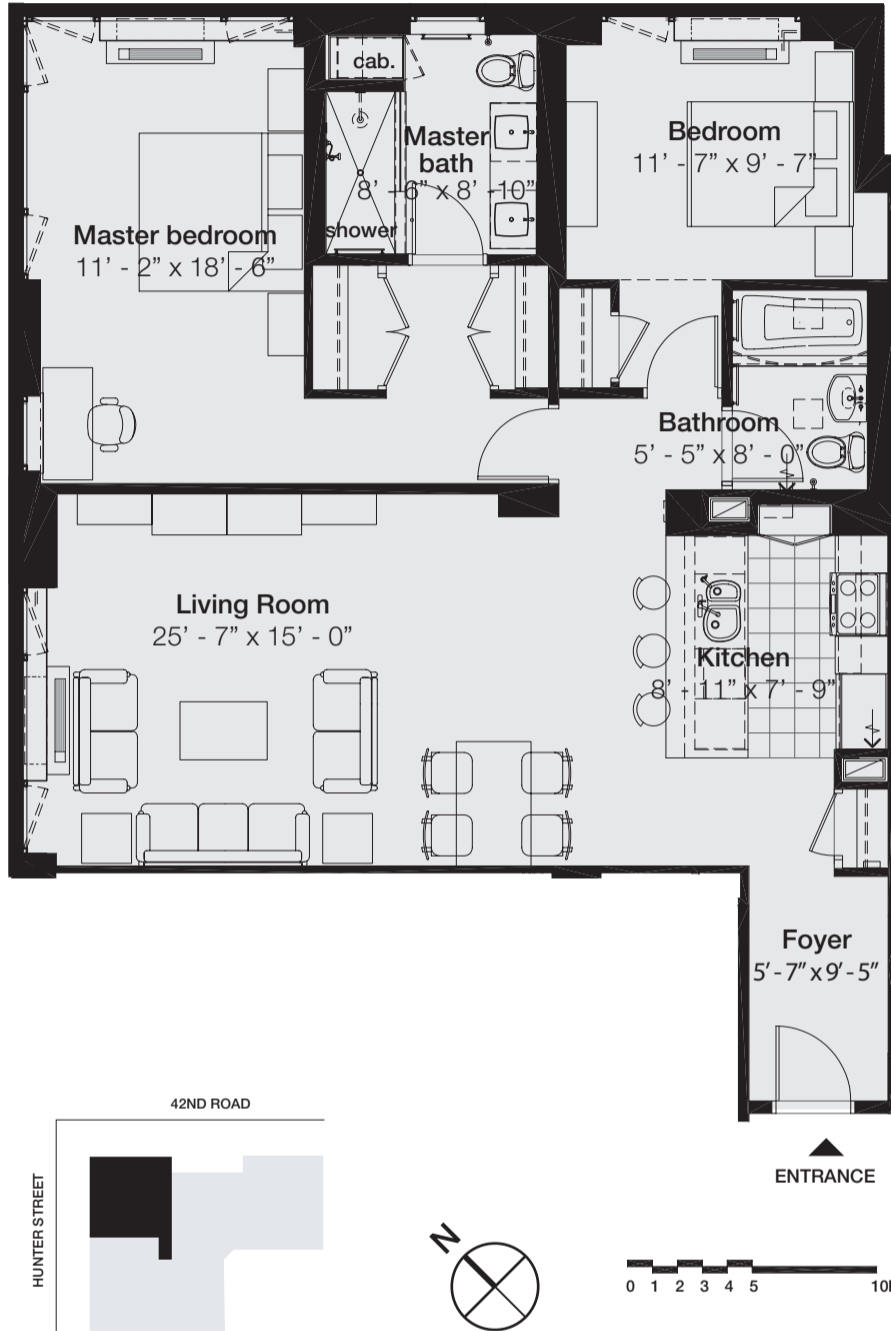 cab.
Master
bath
8’ - 6” x 8’ - 10”
Bedroom
11’ - 7” x 9’ - 7”
shower
Master bedroom
11’ - 2” x 18’ - 6”
Bathroom
5’ - 5” x 8’ - 0”
Living Room
25’ - 7” x 15’ - 0”
Kitchen
8’ - 11” x 7’ - 9”
Foyer
5’ - 7” x 9’ - 5”
42ND ROAD
HUNTER STREET
N
ENTRANCE
0 1 2 3 4 5 10